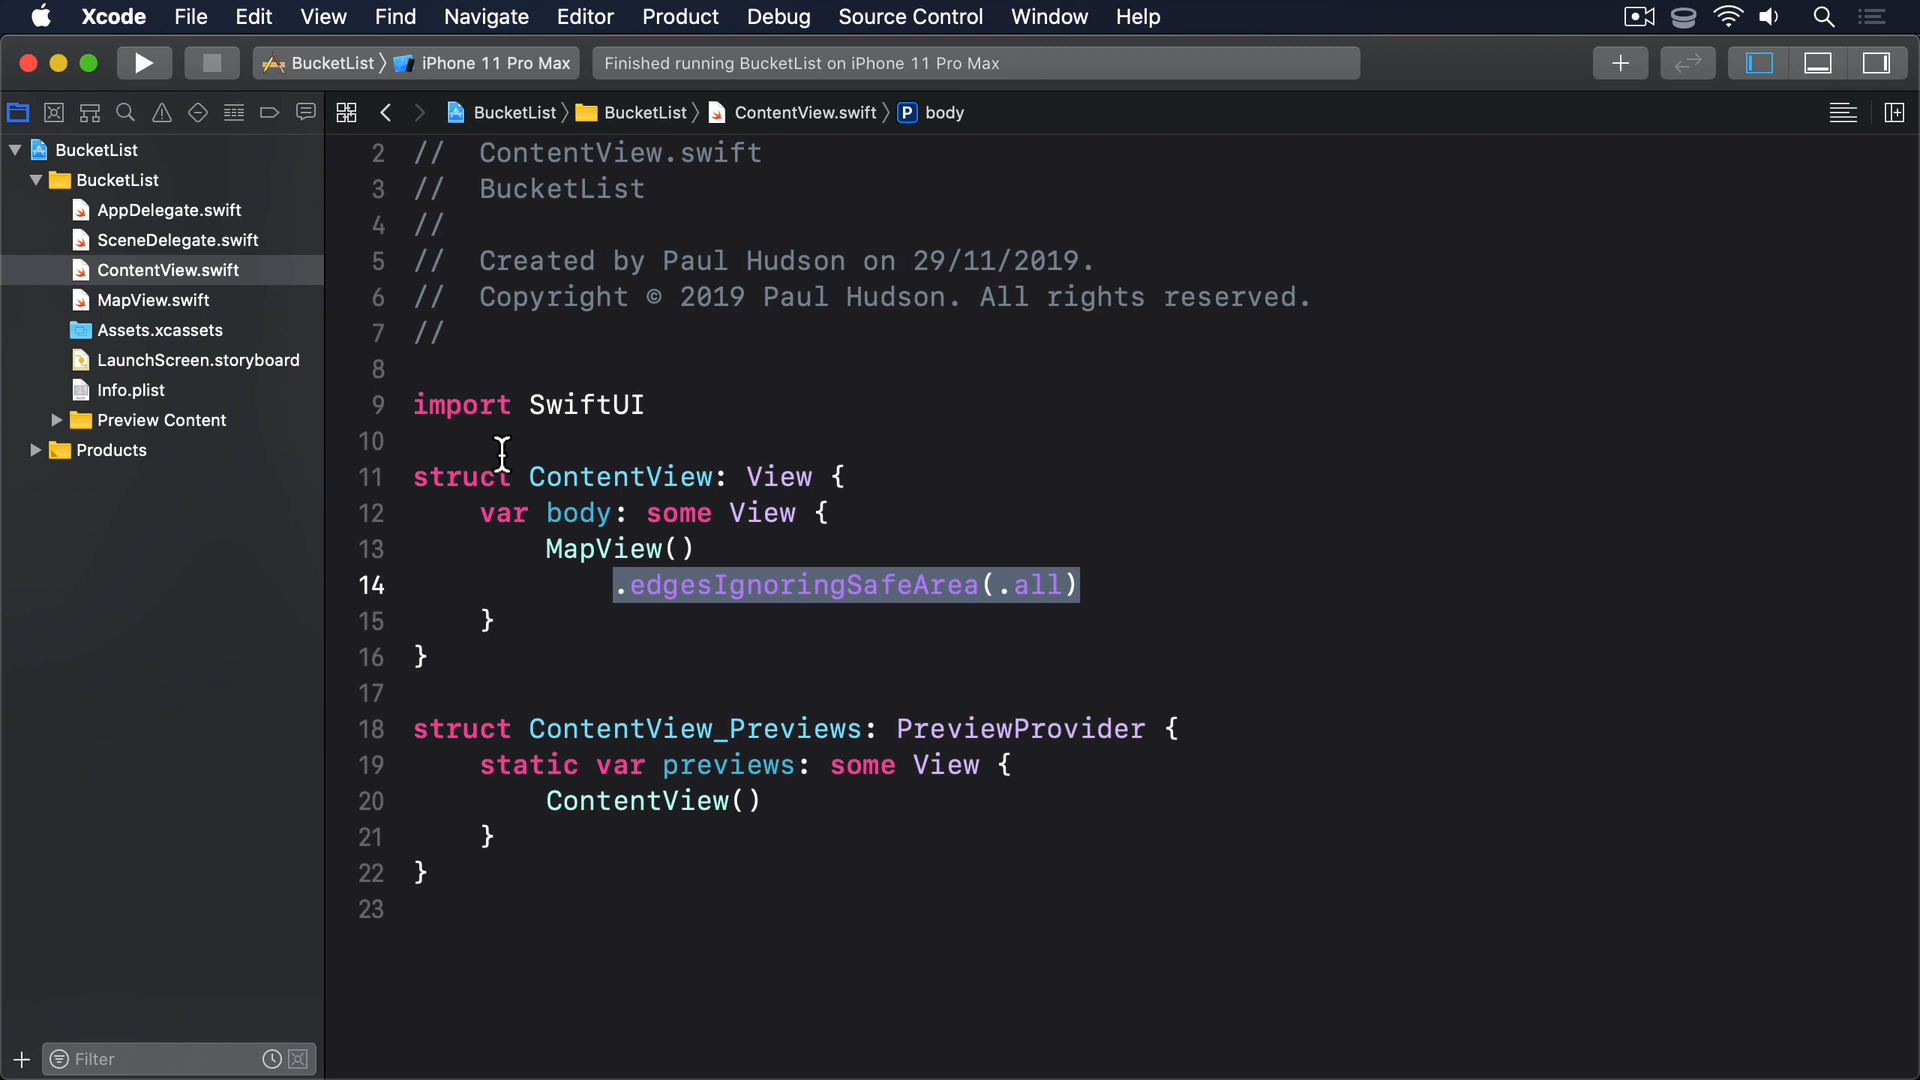 Xcode File Edit View Find Navigate Editor Product Debug Source Control Window Help
BucketList iPhone 11 Pro Max Finished running BucketList on iPhone 11 Pro Max
BucketList BucketList ContentView.swift P body
BucketList
BucketList
AppDelegate.swift
SceneDelegate.swift
ContentView.swift
MapView.swift
Assets.xcassets
LaunchScreen.storyboard
Info.plist
Preview Content
Products
Filter
2 //  ContentView.swift
3 //  BucketList
4 //
5 //  Created by Paul Hudson on 29/11/2019.
6 //  Copyright © 2019 Paul Hudson. All rights reserved.
7 //
8
9 import SwiftUI
10
11 struct ContentView: View {
12     var body: some View {
13         MapView()
14             .edgesIgnoringSafeArea(.all)
15     }
16 }
17
18 struct ContentView_Previews: PreviewProvider {
19     static var previews: some View {
20         ContentView()
21     }
22 }
23